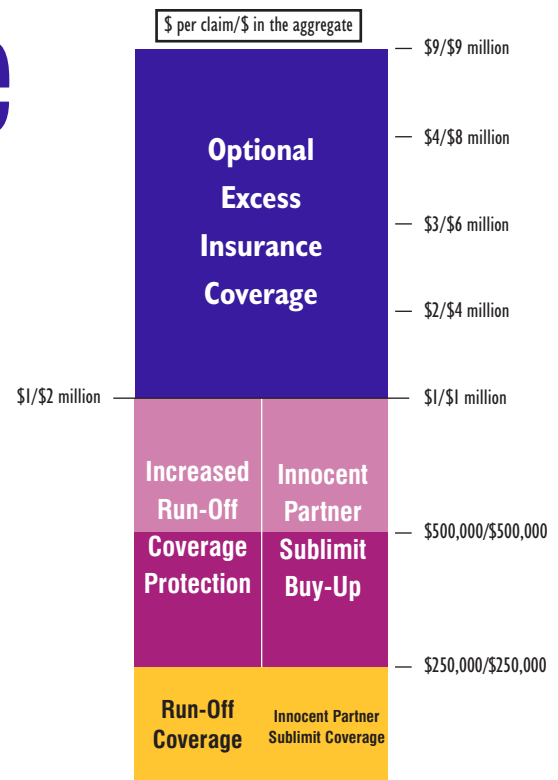 $ per claim/$ in the aggregate
$9/$9 million
Optional
Excess
Insurance
Coverage
$4/$8 million
$3/$6 million
$2/$4 million
$1/$2 million
$1/$1 million
Increased
Run-Off
Coverage
Protection
Innocent
Partner
Sublimit
Buy-Up
$500,000/$500,000
$250,000/$250,000
Run-Off
Coverage
Innocent Partner
Sublimit Coverage